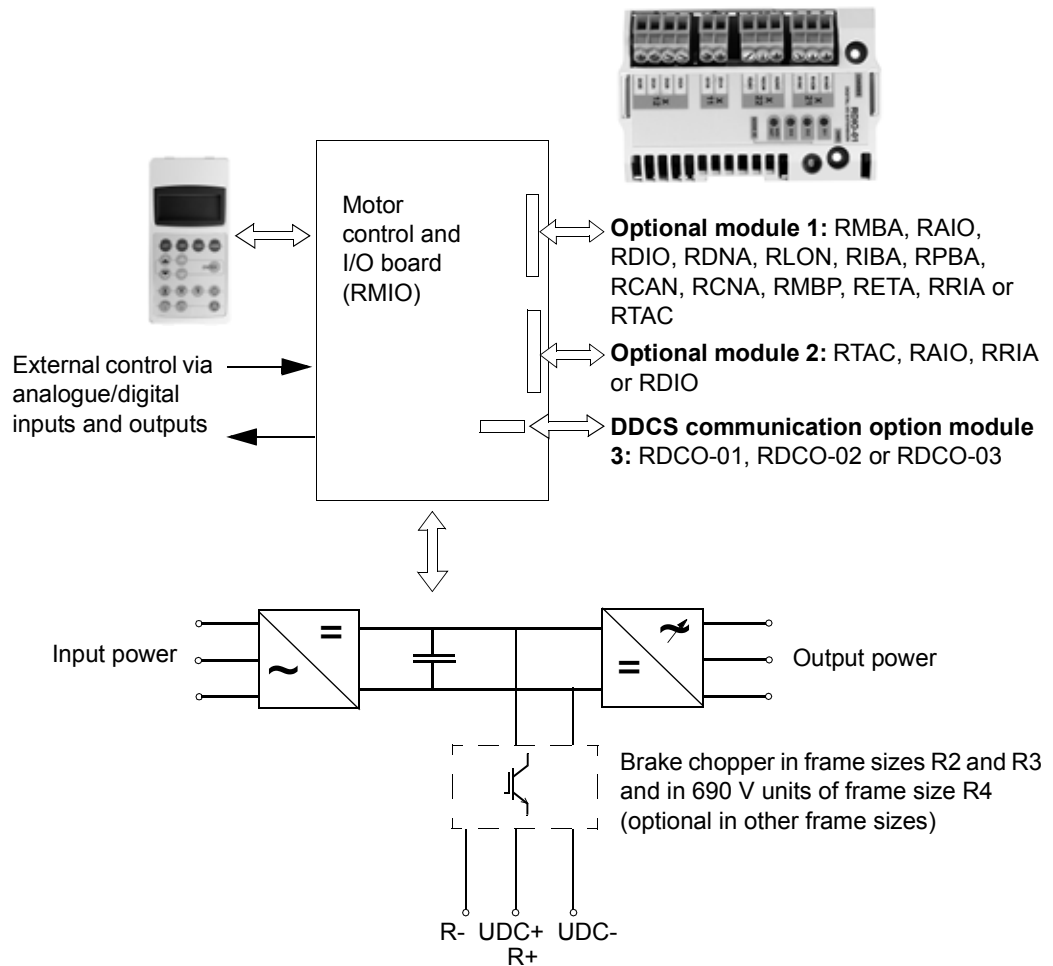 RDIO-01
Motor
control and
I/O board
(RMIO)
Optional module 1: RMBA, RAIO,
RDIO, RDNA, RLON, RIBA, RPBA,
RCAN, RCNA, RMBP, RETA, RRIA or
RTAC
Optional module 2: RTAC, RAIO, RRIA
or RDIO
DDCS communication option module
3: RDCO-01, RDCO-02 or RDCO-03
External control via
analogue/digital
inputs and outputs
Input power
=
~
~
=
Output power
Brake chopper in frame sizes R2 and R3
and in 690 V units of frame size R4
(optional in other frame sizes)
R- UDC+ UDC-
R+